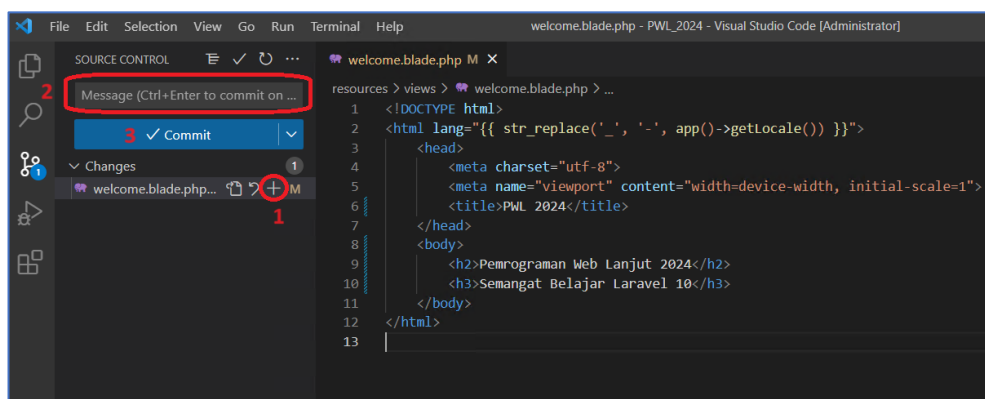 File Edit Selection View Go Run Terminal Help welcome.blade.php - PWL_2024 - Visual Studio Code [Administrator]
SOURCE CONTROL
2 Message (Ctrl+Enter to commit on ...
3 Commit
Changes 1
welcome.blade.php... M
1
1
welcome.blade.php M
resources > views > welcome.blade.php > ...
1 <!DOCTYPE html>
2 <html lang="{{ str_replace('_', '-', app()->getLocale()) }}">
3 <head>
4 <meta charset="utf-8">
5 <meta name="viewport" content="width=device-width, initial-scale=1">
6 <title>PWL 2024</title>
7 </head>
8 <body>
9 <h2>Pemrograman Web Lanjut 2024</h2>
10 <h3>Semangat Belajar Laravel 10</h3>
11 </body>
12 </html>
13